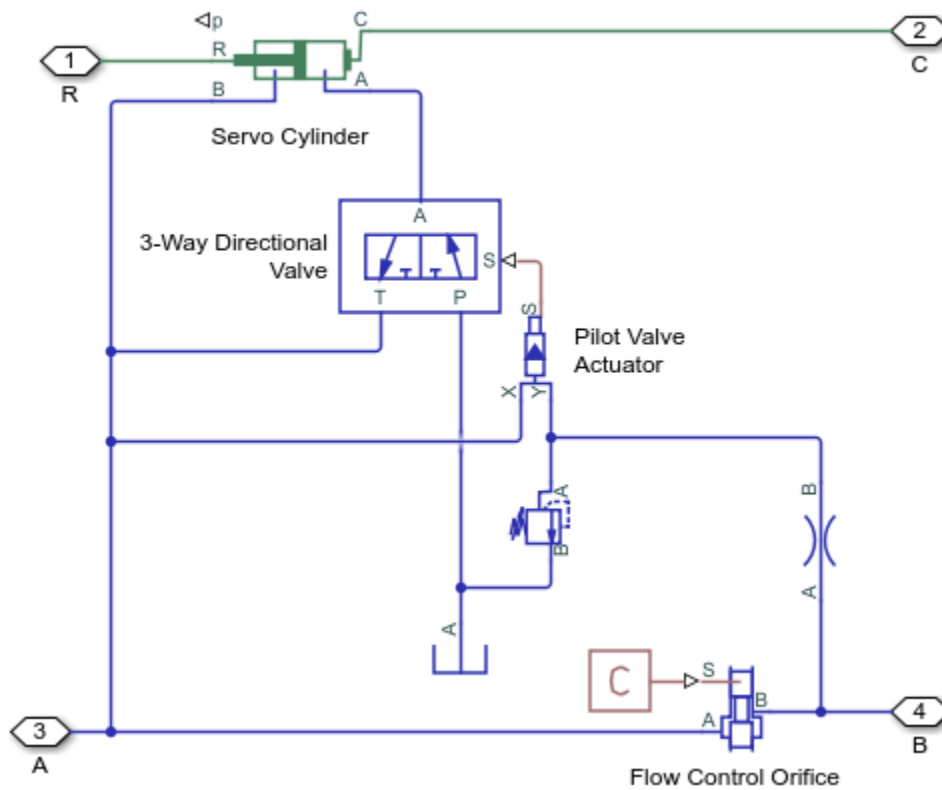 p
C
R
1
2
R
C
B
A
Servo Cylinder
A
3-Way Directional
Valve
S
T
P
S
Pilot Valve
Actuator
X
Y
A
B
B
A
A
C
S
B
A
3
4
A
B
Flow Control Orifice